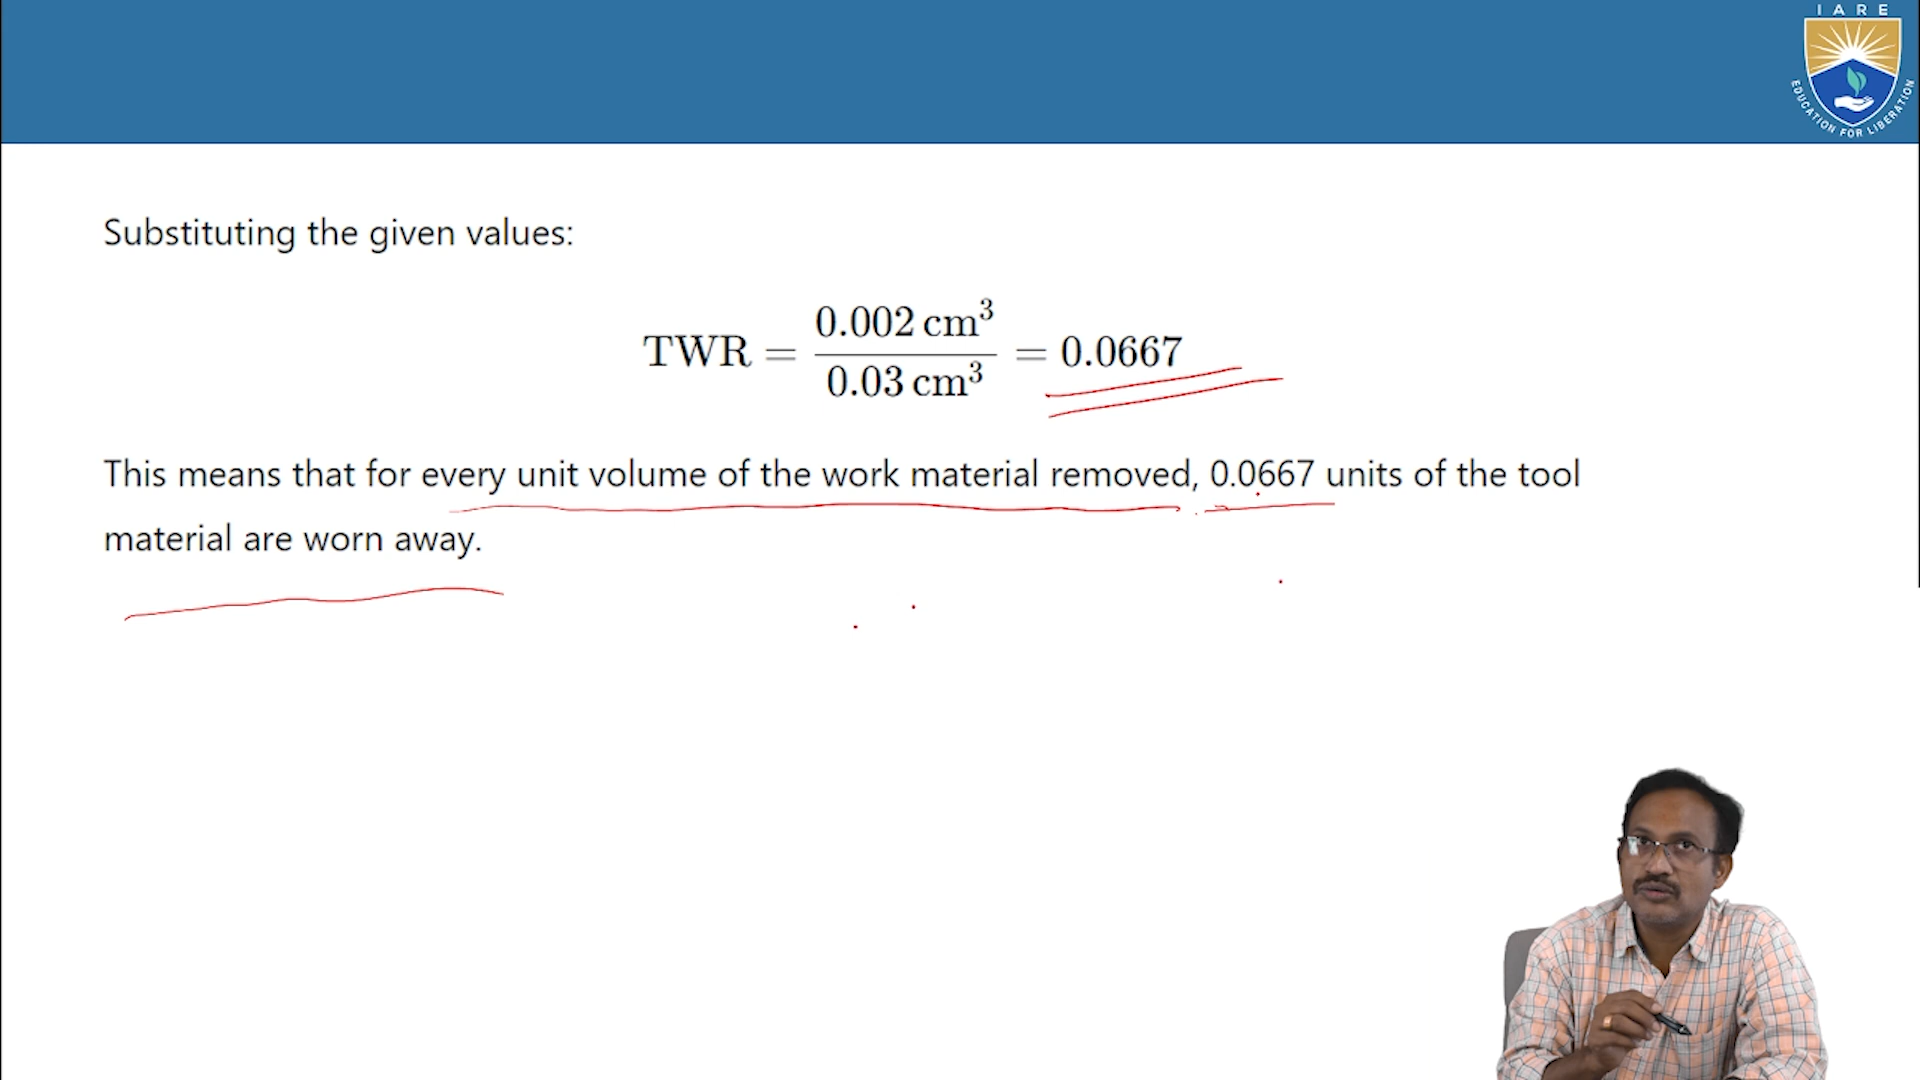 IARE
EDUCATION FOR LIBERATION
Substituting the given values:
TWR = 0.002 cm³ / 0.03 cm³ = 0.0667
This means that for every unit volume of the work material removed, 0.0667 units of the tool
material are worn away.